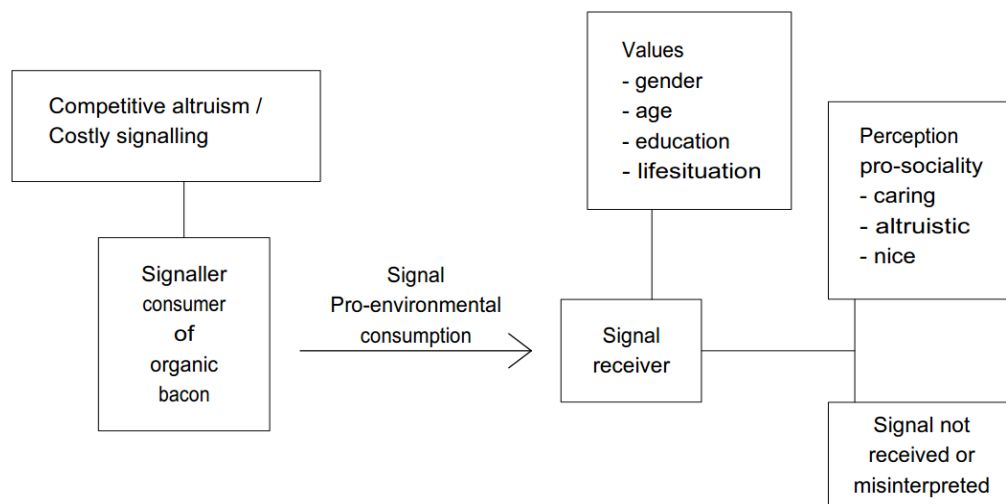 Competitive altruism /
Costly signalling
Signaller
consumer
of
organic
bacon
Signal
Pro-environmental
consumption
Values
- gender
- age
- education
- lifesituation
Signal
receiver
Perception
pro-sociality
- caring
- altruistic
- nice
Signal not
received or
misinterpreted